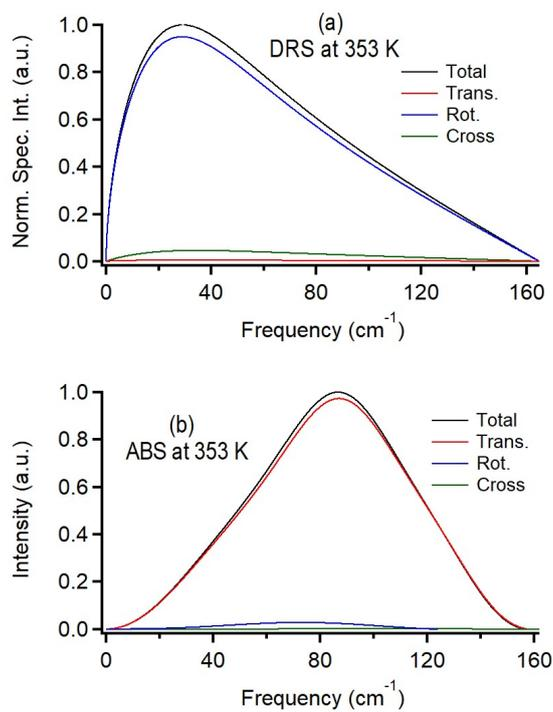 (a)
DRS at 353 K
Norm. Spec. Int. (a.u.)
1.0
0.8
0.6
0.4
0.2
0.0
Total
Trans.
Rot.
Cross
0 40 80 120 160
Frequency (cm-1)
(b)
ABS at 353 K
Intensity (a.u.)
1.0
0.8
0.6
0.4
0.2
0.0
Total
Trans.
Rot.
Cross
0 40 80 120 160
Frequency (cm-1)